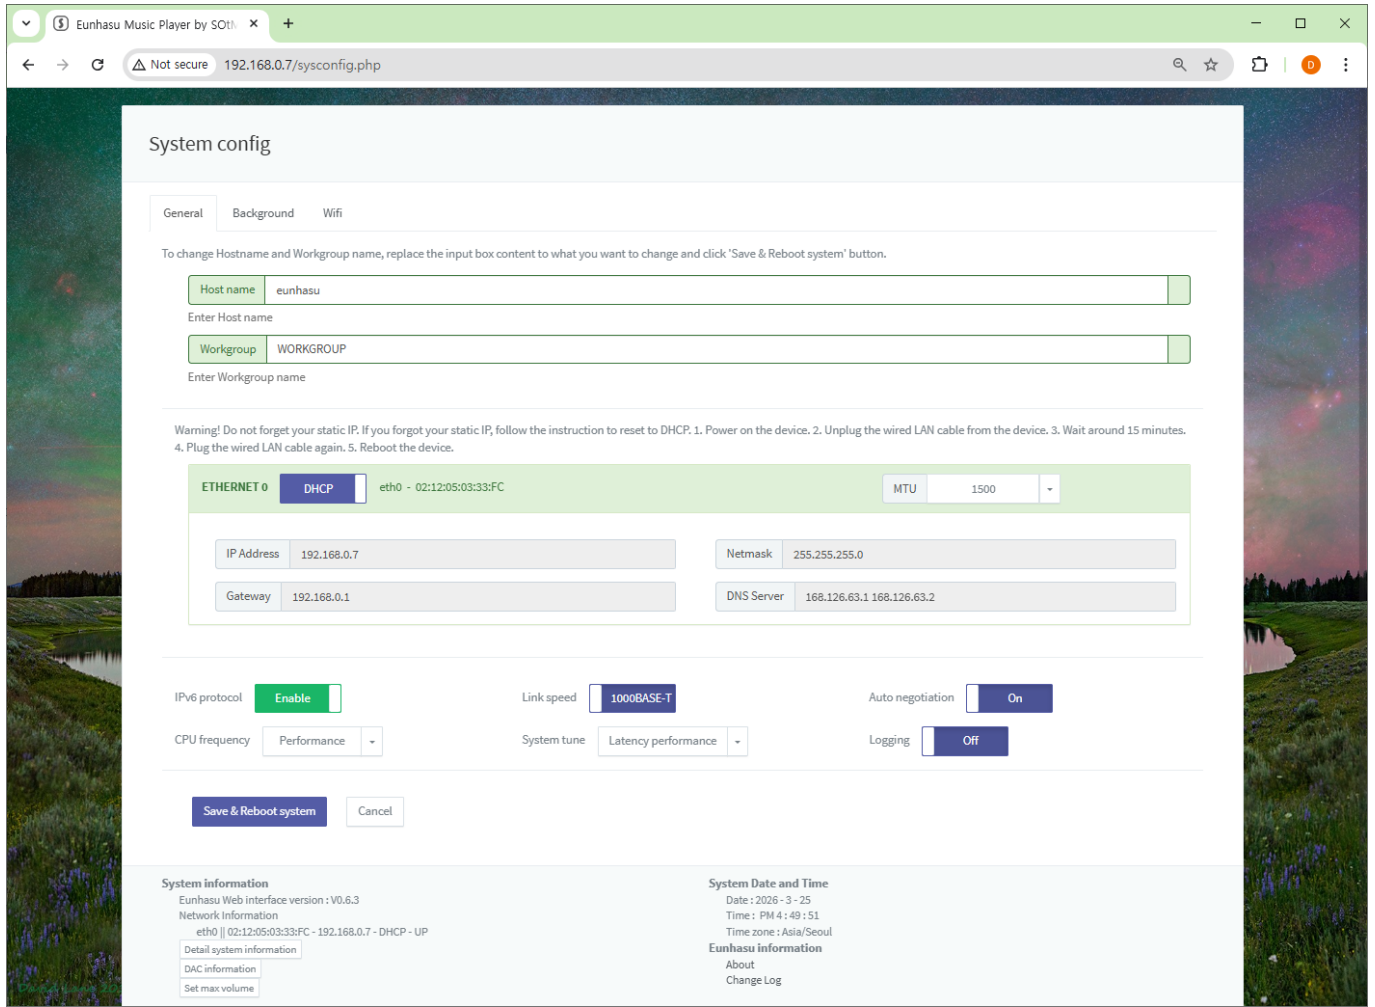 Eunhasu Music Player by SOtM
Not secure
192.168.0.7/sysconfig.php
D
System config
General
Background
Wifi
To change Hostname and Workgroup name, replace the input box content to what you want to change and click 'Save & Reboot system' button.
Host name
eunhasu
Enter Host name
Workgroup
WORKGROUP
Enter Workgroup name
Warning! Do not forget your static IP. If you forgot your static IP, follow the instruction to reset to DHCP. 1. Power on the device. 2. Unplug the wired LAN cable from the device. 3. Wait around 15 minutes.
4. Plug the wired LAN cable again. 5. Reboot the device.
ETHERNET 0
DHCP
eth0 - 02:12:05:03:33:FC
MTU
1500
IP Address
192.168.0.7
Netmask
255.255.255.0
Gateway
192.168.0.1
DNS Server
168.126.63.1 168.126.63.2
IPv6 protocol
Enable
Link speed
1000BASE-T
Auto negotiation
On
CPU frequency
Performance
System tune
Latency performance
Logging
Off
Save & Reboot system
Cancel
System information
Eunhasu Web interface version : V0.6.3
Network Information
eth0 || 02:12:05:03:33:FC - 192.168.0.7 - DHCP - UP
Detail system information
DAC information
Set max volume
System Date and Time
Date : 2026 - 3 - 25
Time : PM 4 : 49 : 51
Time zone : Asia/Seoul
Eunhasu information
About
Change Log